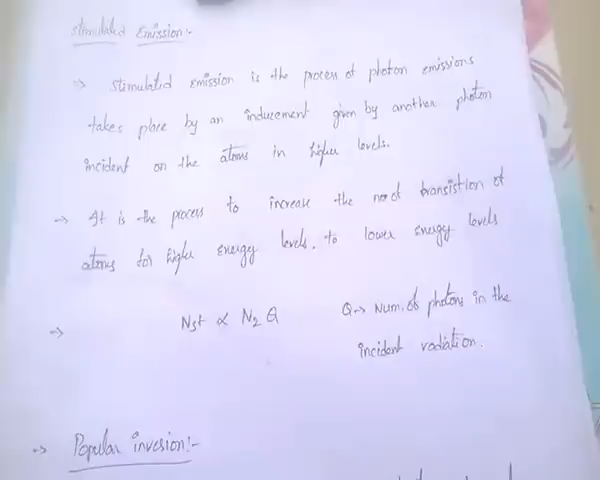 Stimulated Emission:-
→ Stimulated emission is the process of photon emissions
takes place by an inducement given by another photon
incident on the atoms in higher levels.
→ It is the process to increase the no of transistion of
atoms for higher energy levels. to lower energy levels
→ Nst ∝ N2 Q Q → Num. of photons in the
incident radiation.
→ Popular invesion:-